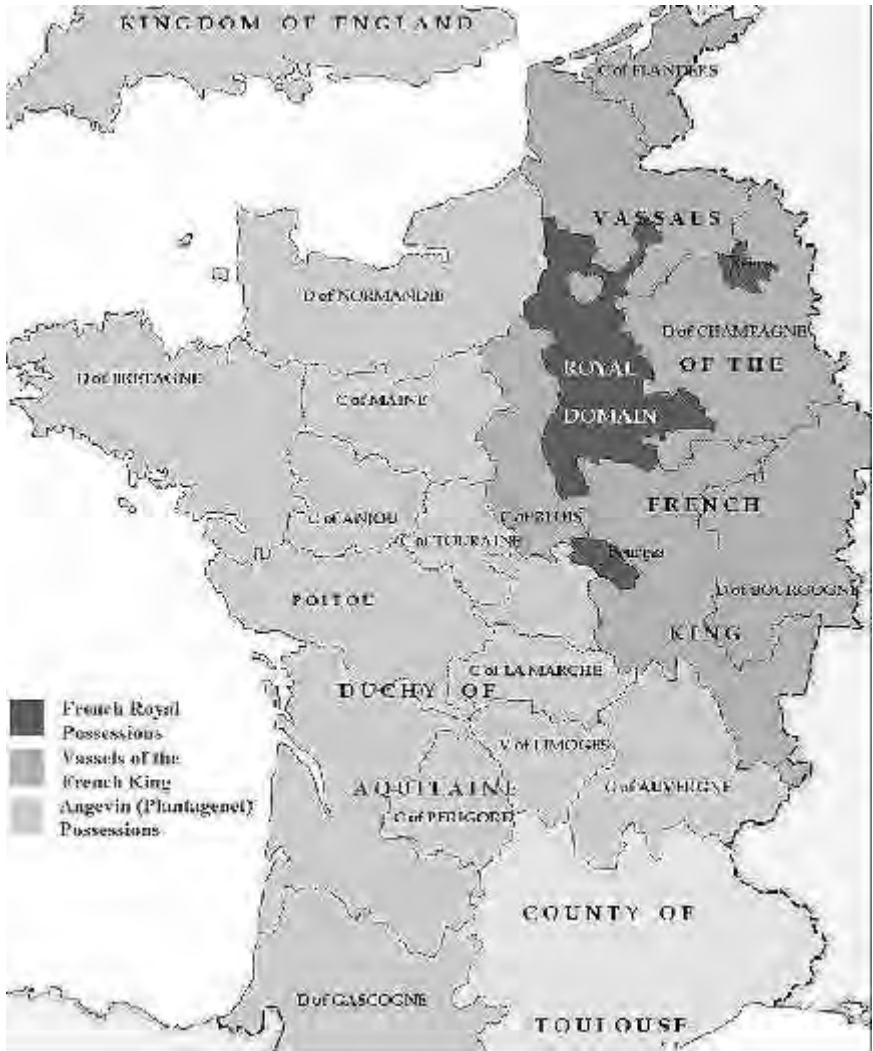 KINGDOM OF ENGLAND
C of FLANDERS
VASSALS
D of NORMANDIE
D of CHAMPAGNE
OF THE
D of BRETAGNE
ROYAL
C of MAINE
DOMAIN
FRENCH
C of ANJOU
C of BLOIS
C of TOURAINE
Bourges
D of BOURGOGNE
POITOU
KING
C of LA MARCHE
DUCHY OF
French Royal
Possessions
V of LIMOGES
Vassels of the
French King
AQUITAINE
C of AUVERGNE
Angevin (Plantagenet)
Possessions
C of PERIGORD
COUNTY OF
D of GASCOGNE
TOULOUSE